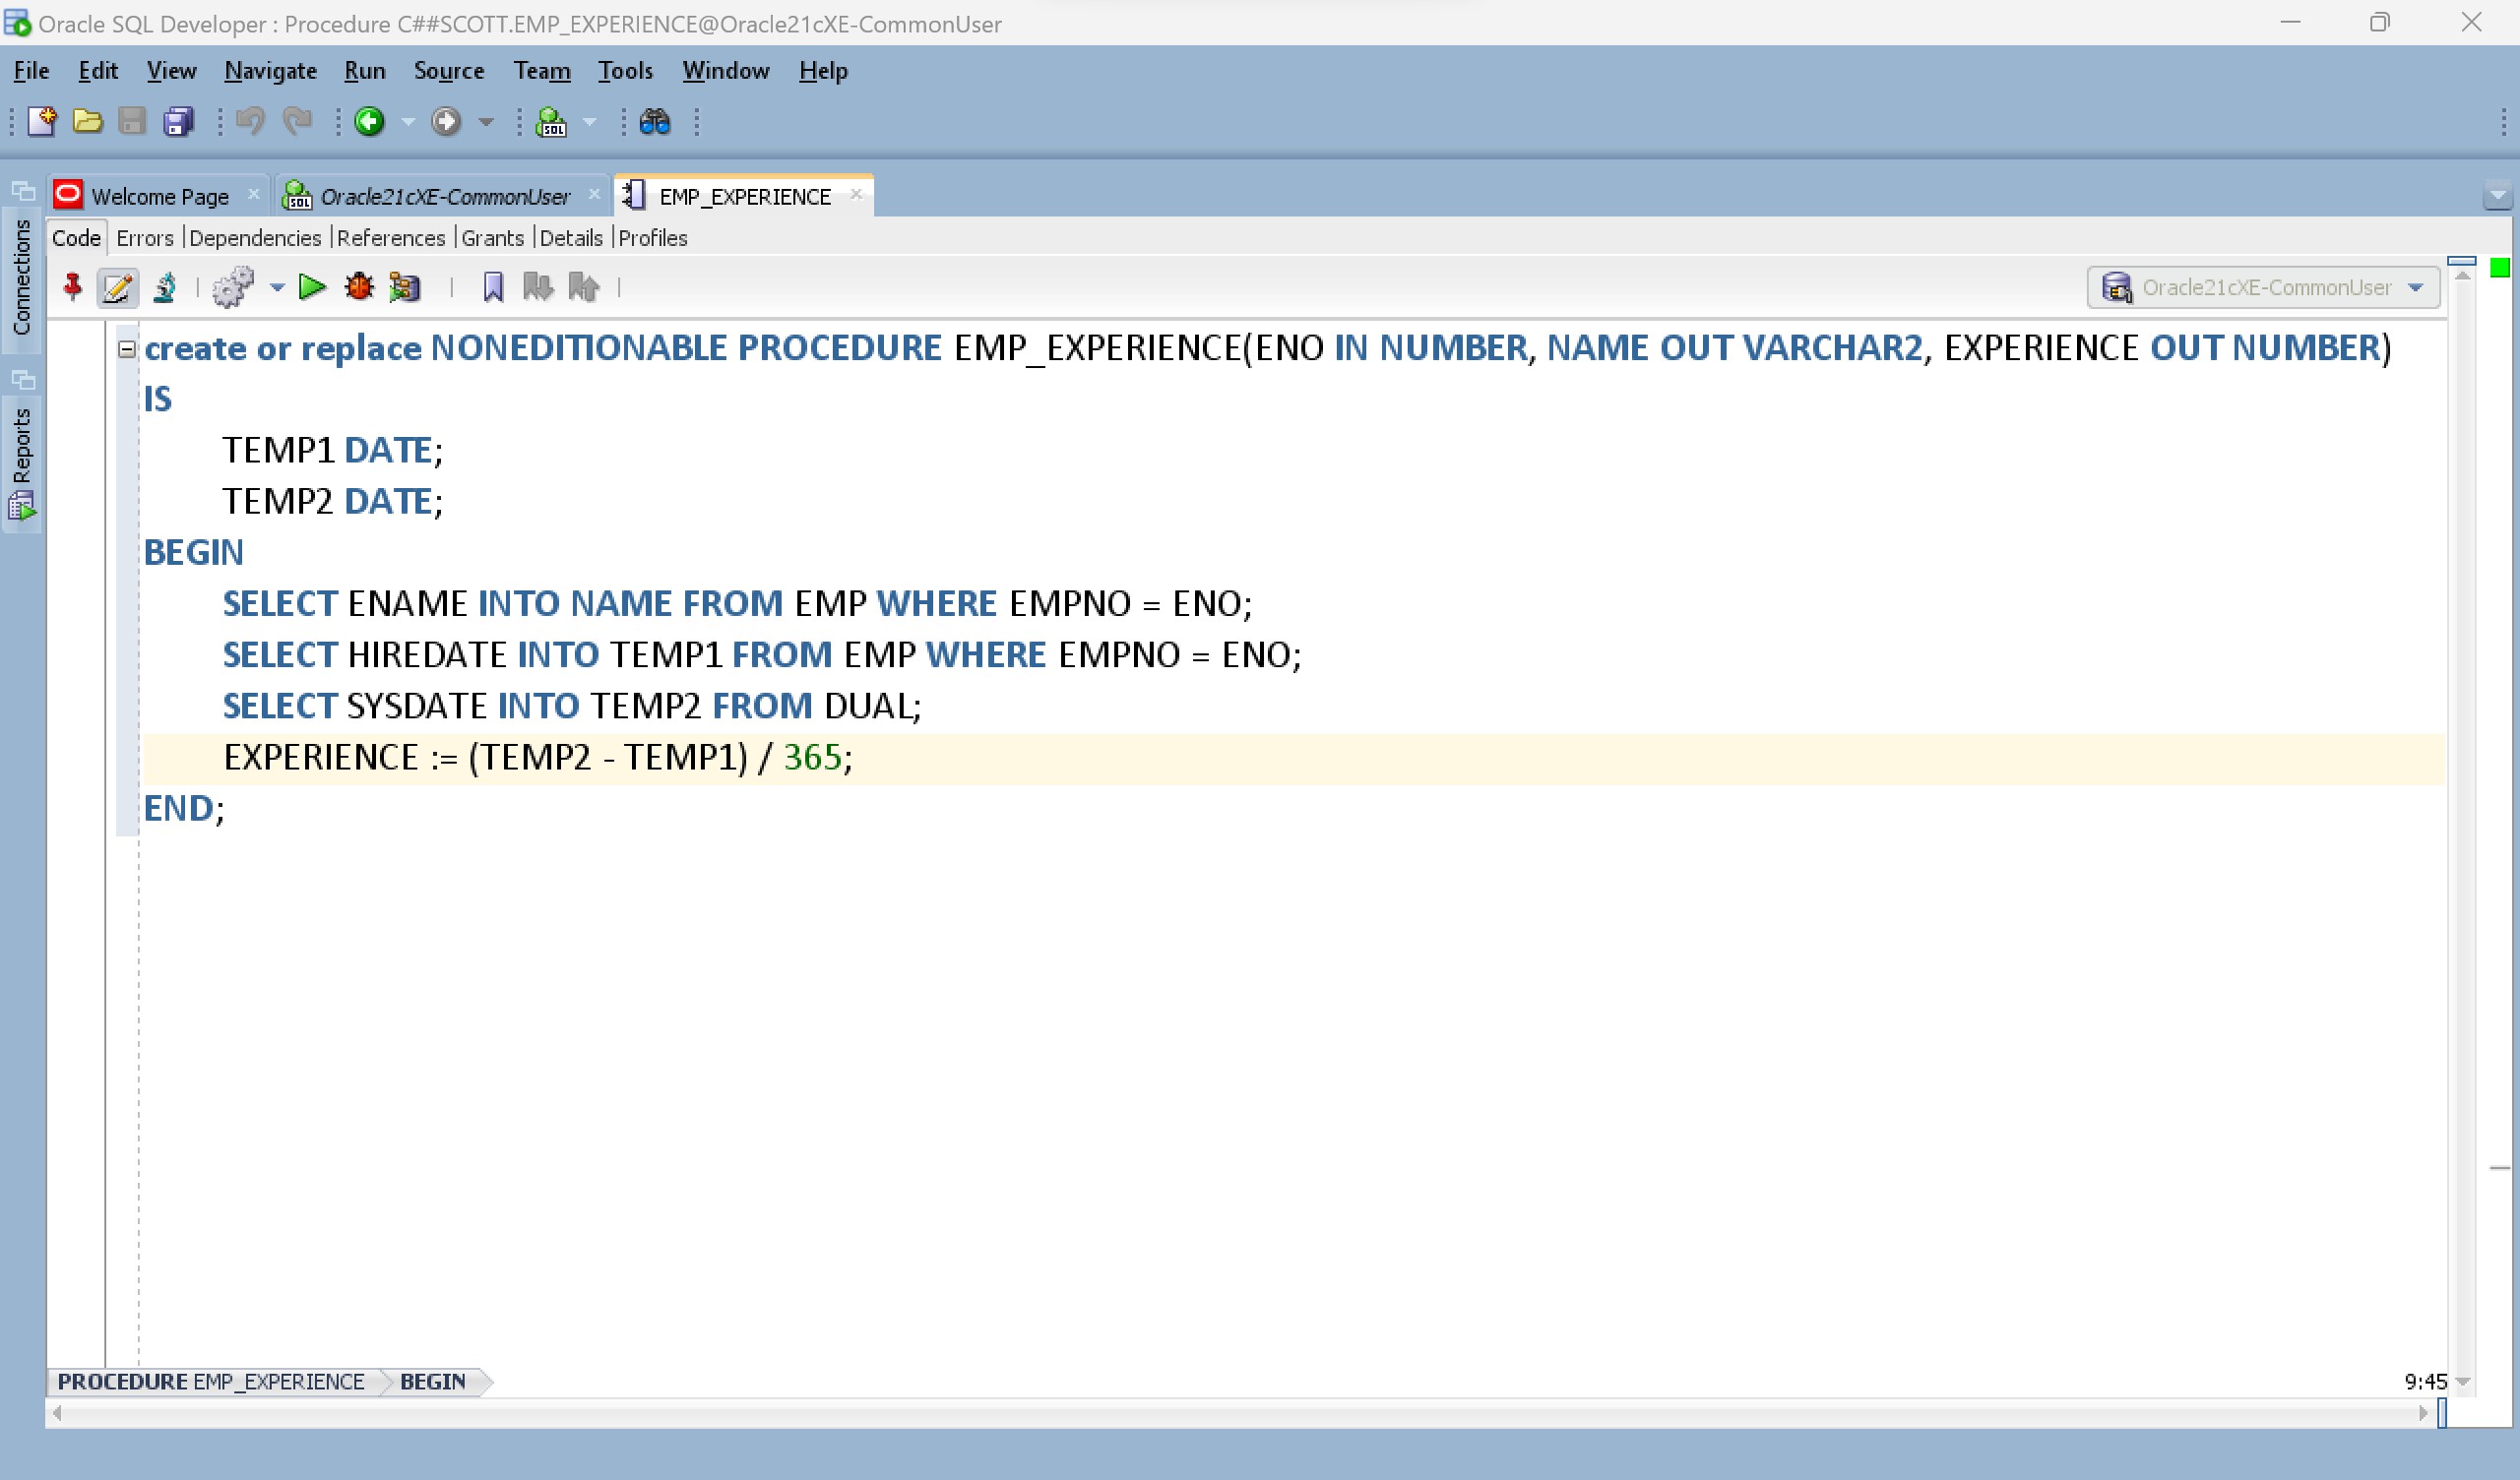 Oracle SQL Developer : Procedure C##SCOTT.EMP_EXPERIENCE@Oracle21cXE-CommonUser
File Edit View Navigate Run Source Team Tools Window Help
SQL
Welcome Page
SQL Oracle21cXE-CommonUser
EMP_EXPERIENCE
Connections
Reports
Code Errors Dependencies References Grants Details Profiles
Oracle21cXE-CommonUser
create or replace NONEDITIONABLE PROCEDURE EMP_EXPERIENCE(ENO IN NUMBER, NAME OUT VARCHAR2, EXPERIENCE OUT NUMBER)
IS
TEMP1 DATE;
TEMP2 DATE;
BEGIN
SELECT ENAME INTO NAME FROM EMP WHERE EMPNO = ENO;
SELECT HIREDATE INTO TEMP1 FROM EMP WHERE EMPNO = ENO;
SELECT SYSDATE INTO TEMP2 FROM DUAL;
EXPERIENCE := (TEMP2 - TEMP1) / 365;
END;
PROCEDURE EMP_EXPERIENCE BEGIN
9:45